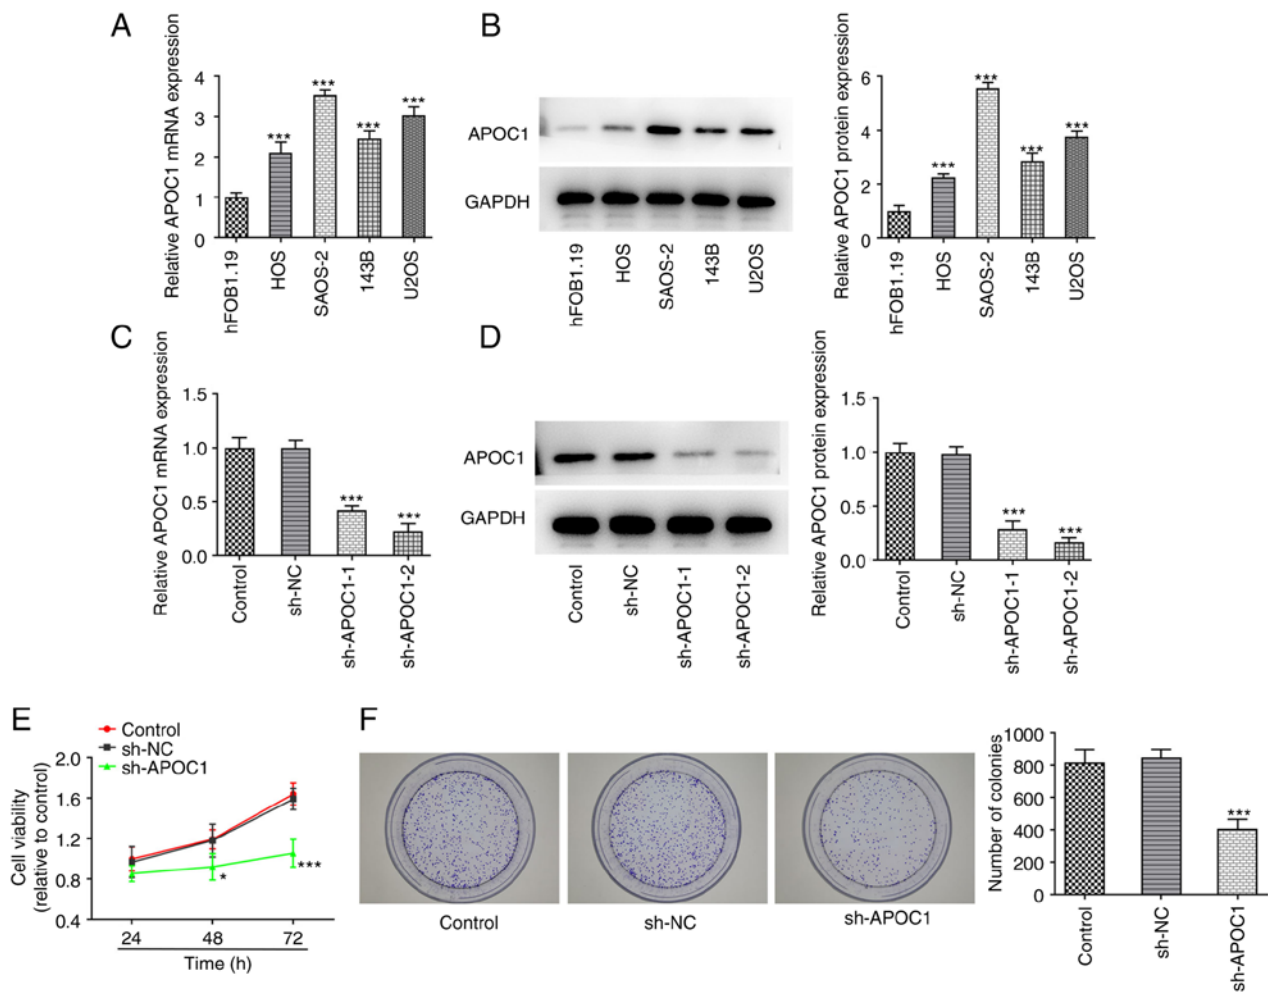 A
Relative APOC1 mRNA expression
4
3
2
1
0
***
***
***
***
hFOB1.19
HOS
SAOS-2
143B
U2OS
B
APOC1
GAPDH
hFOB1.19
HOS
SAOS-2
143B
U2OS
Relative APOC1 protein expression
6
4
2
0
***
***
***
***
hFOB1.19
HOS
SAOS-2
143B
U2OS
C
Relative APOC1 mRNA expression
1.5
1.0
0.5
0.0
***
***
Control
sh-NC
sh-APOC1-1
sh-APOC1-2
D
APOC1
GAPDH
Control
sh-NC
sh-APOC1-1
sh-APOC1-2
Relative APOC1 protein expression
1.5
1.0
0.5
0.0
***
***
Control
sh-NC
sh-APOC1-1
sh-APOC1-2
E
Control
sh-NC
sh-APOC1
Cell viability
(relative to control)
2.0
1.6
1.2
0.8
0.4
*
***
24 48 72
Time (h)
F
Control
sh-NC
sh-APOC1
Number of colonies
1000
800
600
400
200
0
***
Control
sh-NC
sh-APOC1